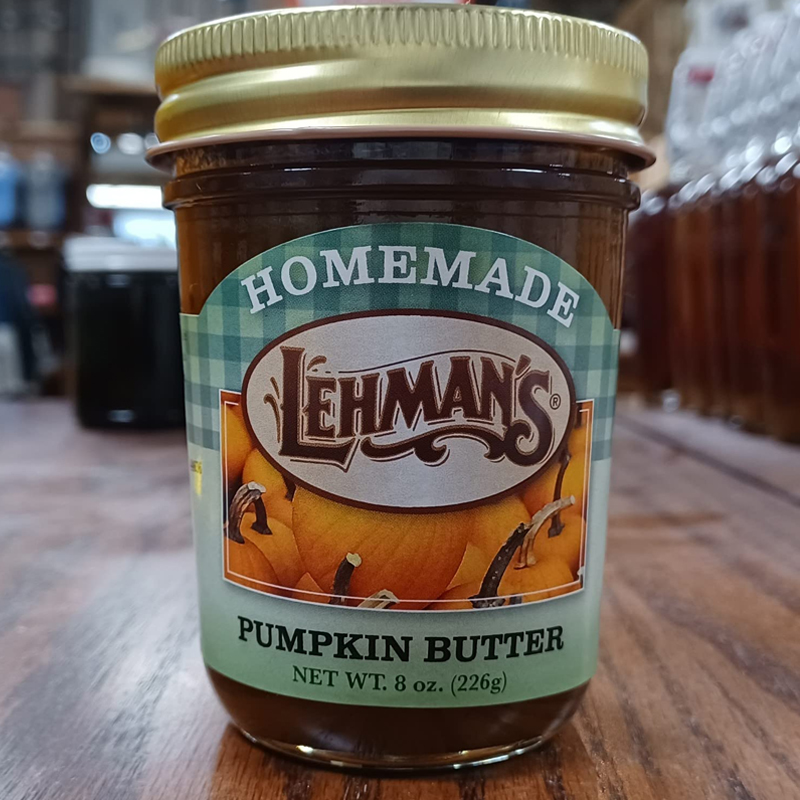 HOMEMADE
LEHMAN'S®
PUMPKIN BUTTER
NET WT. 8 oz. (226g)